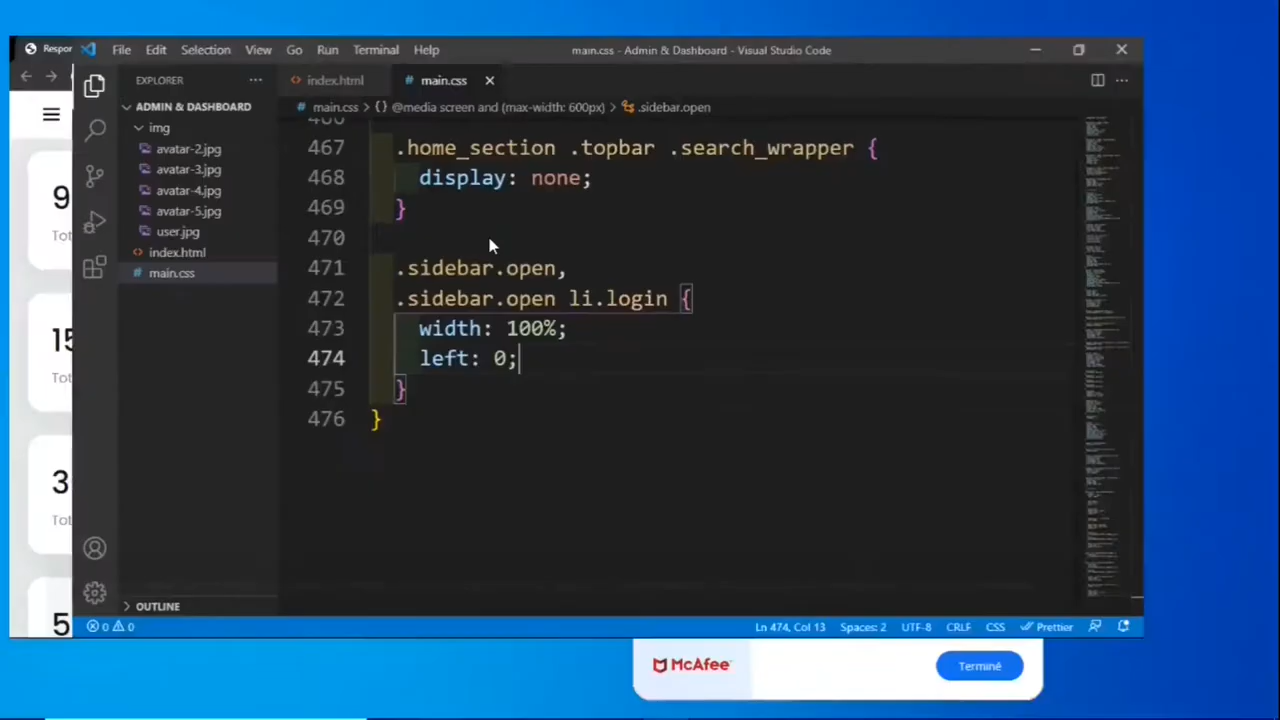 Respor
File Edit Selection View Go Run Terminal Help
main.css - Admin & Dashboard - Visual Studio Code
EXPLORER
index.html
main.css
ADMIN & DASHBOARD
main.css > {} @media screen and (max-width: 600px) > .sidebar.open
img
avatar-2.jpg
avatar-3.jpg
avatar-4.jpg
avatar-5.jpg
user.jpg
index.html
main.css
OUTLINE
466
467 .home_section .topbar .search_wrapper {
468 display: none;
469 }
470
471 .sidebar.open,
472 .sidebar.open li.login {
473 width: 100%;
474 left: 0;
475 }
476 }
9
Tot
15
Tot
3
Tot
5
0 0
Ln 474, Col 13 Spaces: 2 UTF-8 CRLF CSS Prettier
McAfee
Terminé